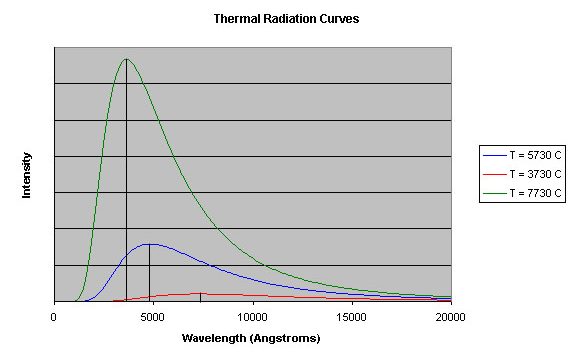 Thermal Radiation Curves
Intensity
T = 5730 C
T = 3730 C
T = 7730 C
0 5000 10000 15000 20000
Wavelength (Angstroms)